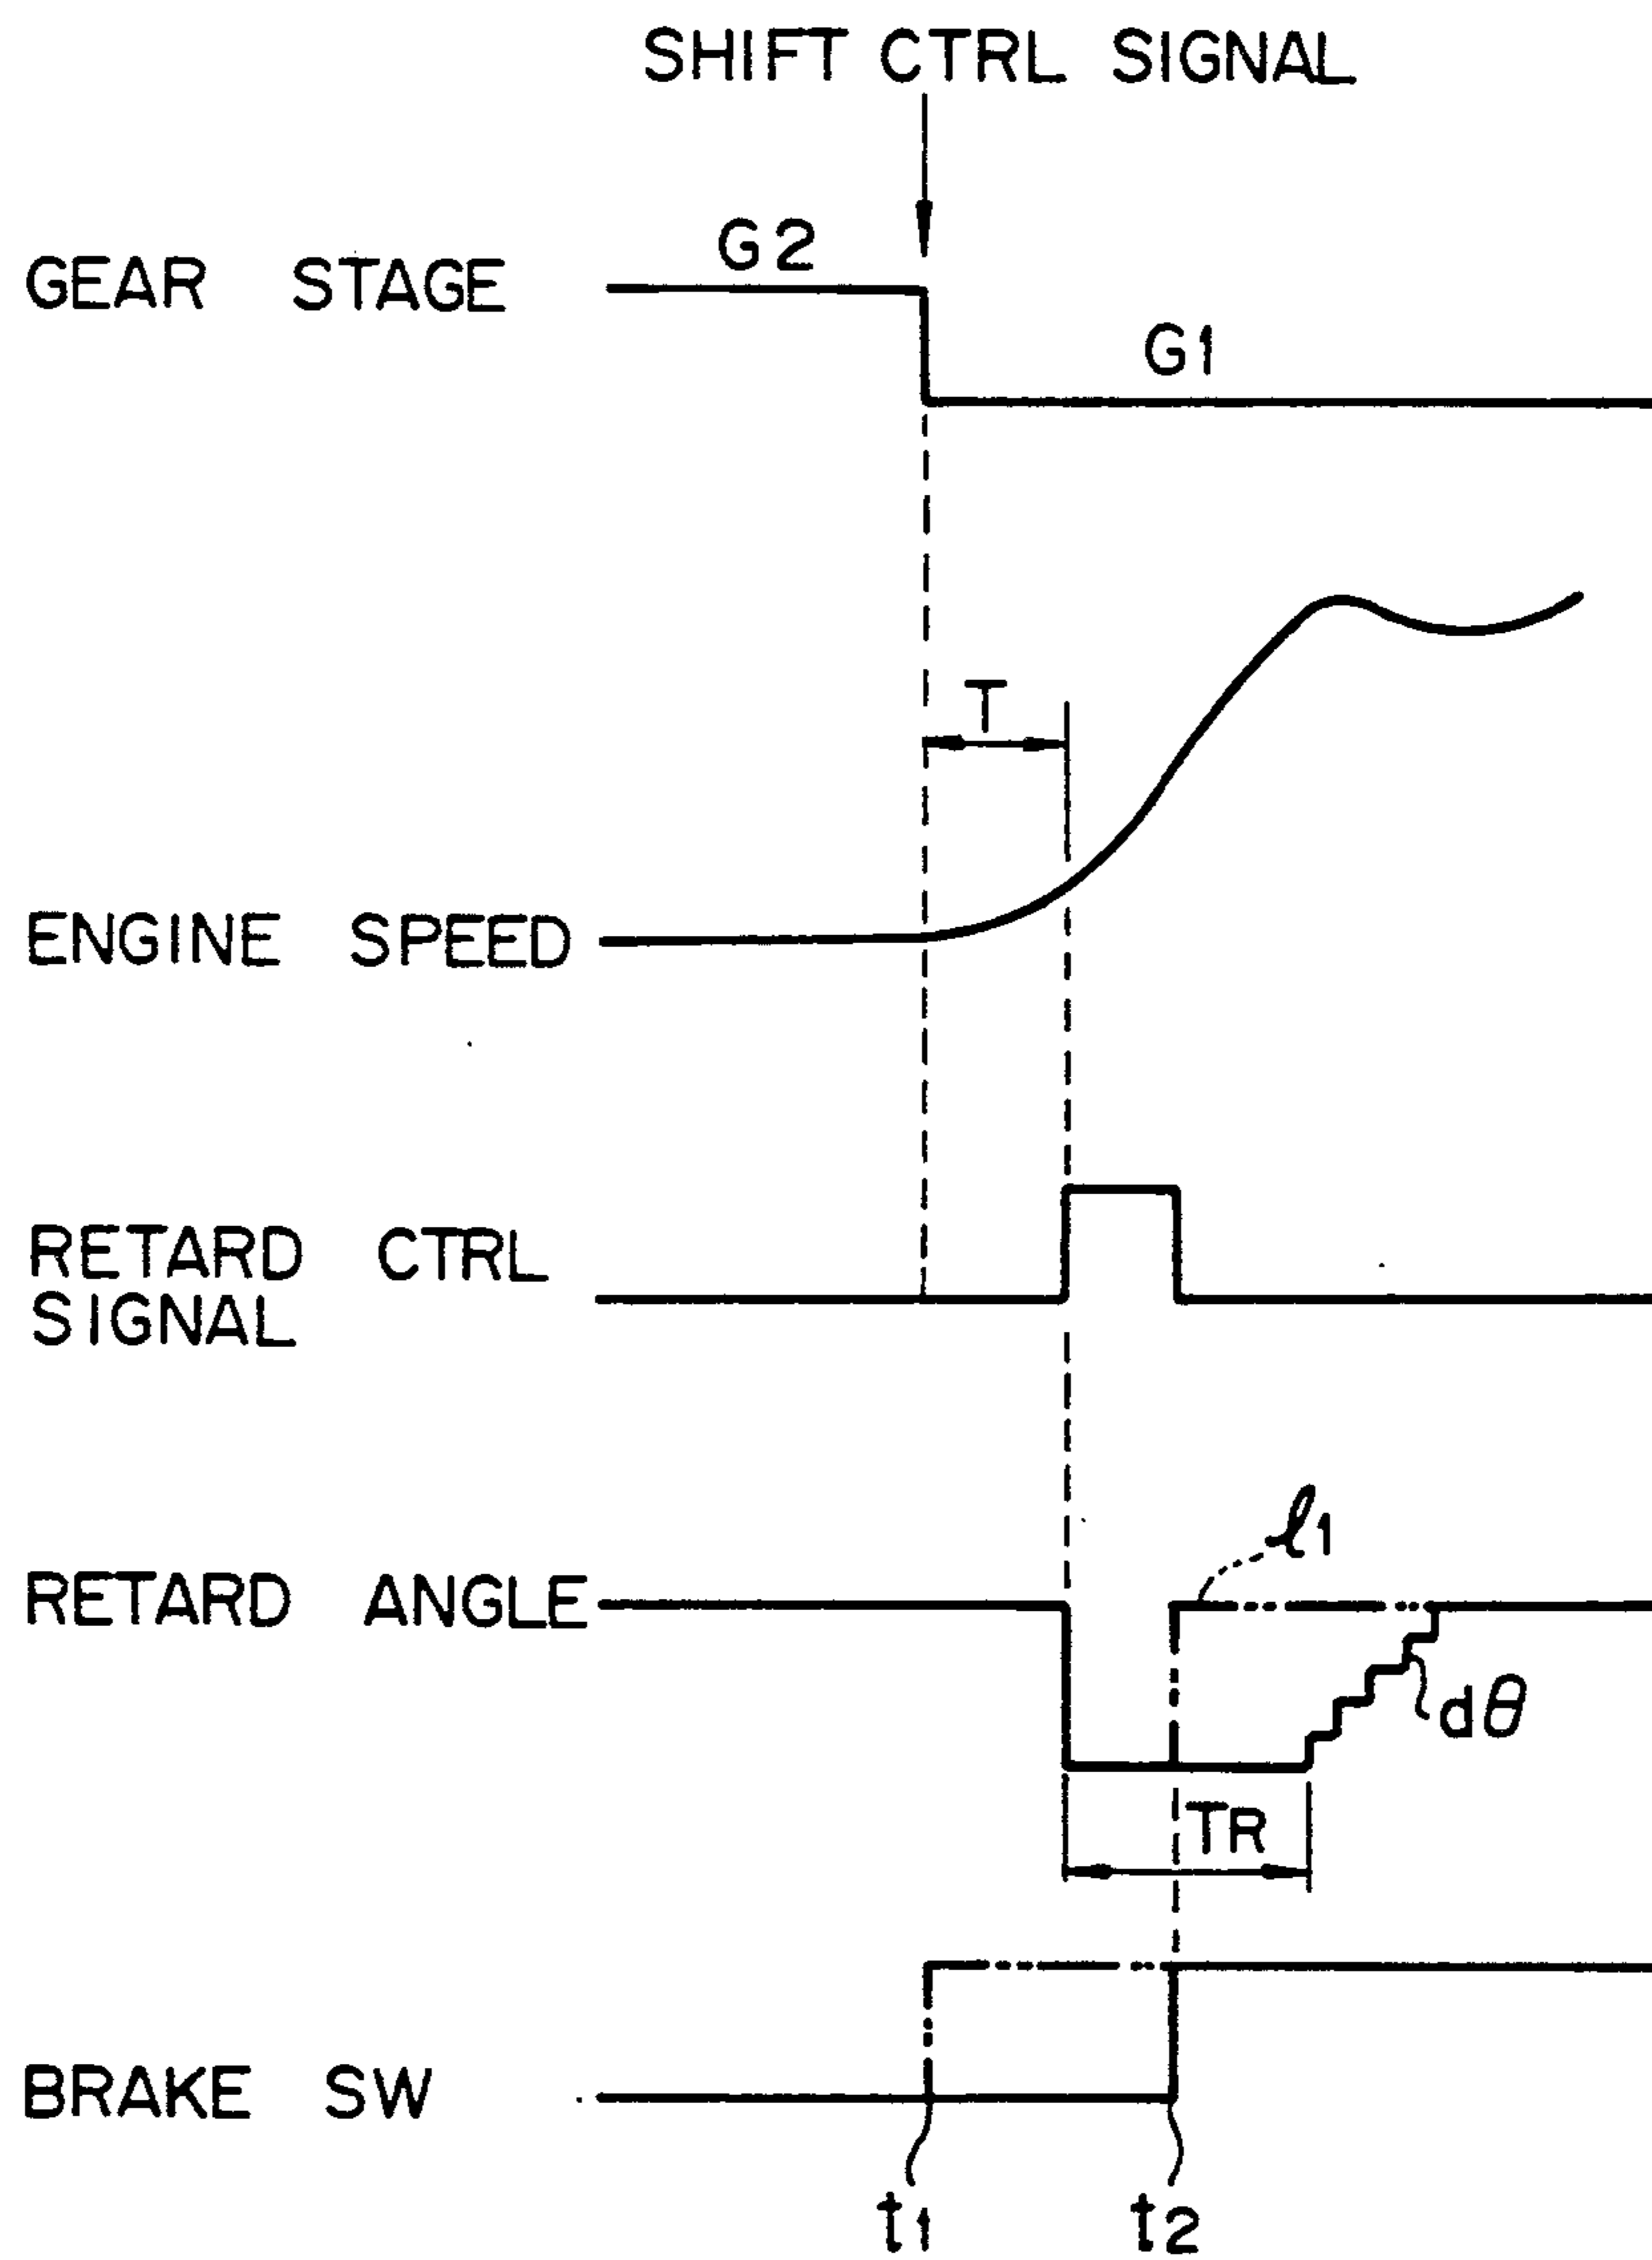 SHIFT CTRL SIGNAL
GEAR STAGE
G2
G1
T
ENGINE SPEED
RETARD CTRL
SIGNAL
ℓ1
RETARD ANGLE
dθ
TR
BRAKE SW
t1
t2